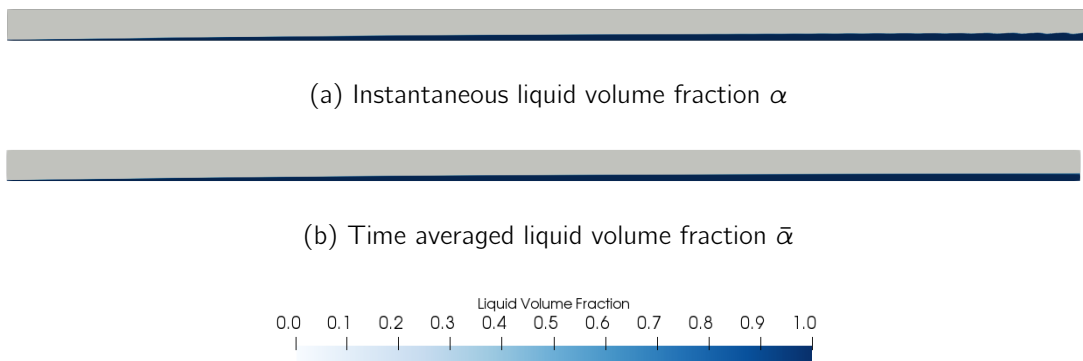 (a) Instantaneous liquid volume fraction α
(b) Time averaged liquid volume fraction ᾱ
Liquid Volume Fraction
0.0 0.1 0.2 0.3 0.4 0.5 0.6 0.7 0.8 0.9 1.0